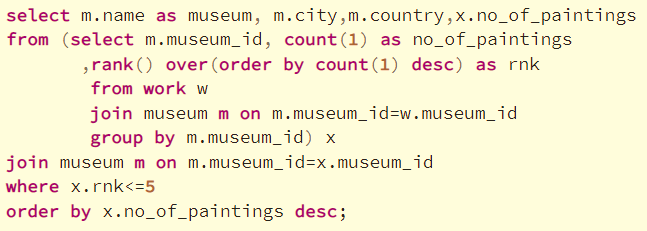 select m.name as museum, m.city,m.country,x.no_of_paintings
from (select m.museum_id, count(1) as no_of_paintings
,rank() over(order by count(1) desc) as rnk
from work w
join museum m on m.museum_id=w.museum_id
group by m.museum_id) x
join museum m on m.museum_id=x.museum_id
where x.rnk<=5
order by x.no_of_paintings desc;